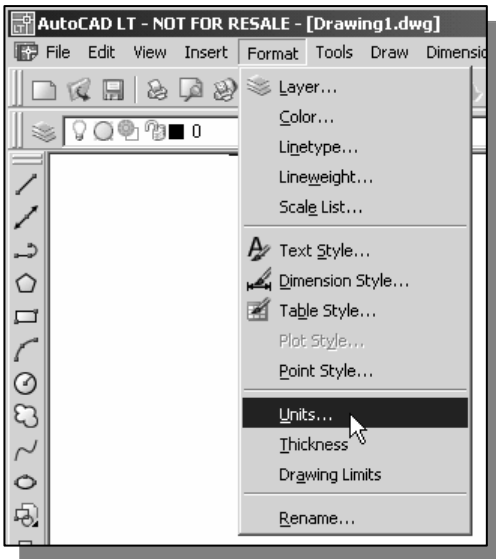 AutoCAD LT - NOT FOR RESALE - [Drawing1.dwg]
File Edit View Insert Format Tools Draw
0
Layer...
Color...
Linetype...
Lineweight...
Scale List...
Text Style...
Dimension Style...
Table Style...
Plot Style...
Point Style...
Units...
Thickness
Drawing Limits
Rename...